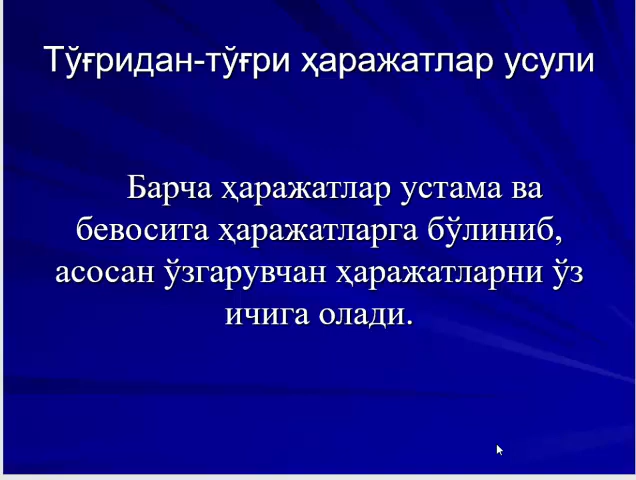 Тўғридан-тўғри ҳаражатлар усули
Барча ҳаражатлар устама ва
бевосита ҳаражатларга бўлиниб,
асосан ўзгарувчан ҳаражатларни ўз
ичига олади.